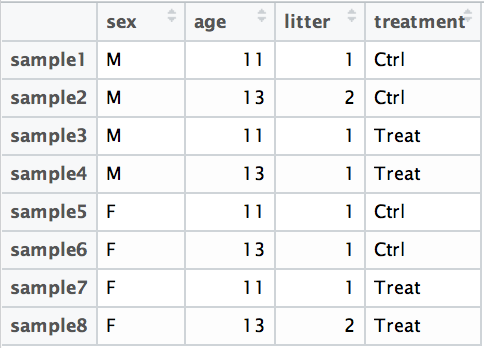 sex age litter treatment
sample1 M 11 1 Ctrl
sample2 M 13 2 Ctrl
sample3 M 11 1 Treat
sample4 M 13 1 Treat
sample5 F 11 1 Ctrl
sample6 F 13 1 Ctrl
sample7 F 11 1 Treat
sample8 F 13 2 Treat